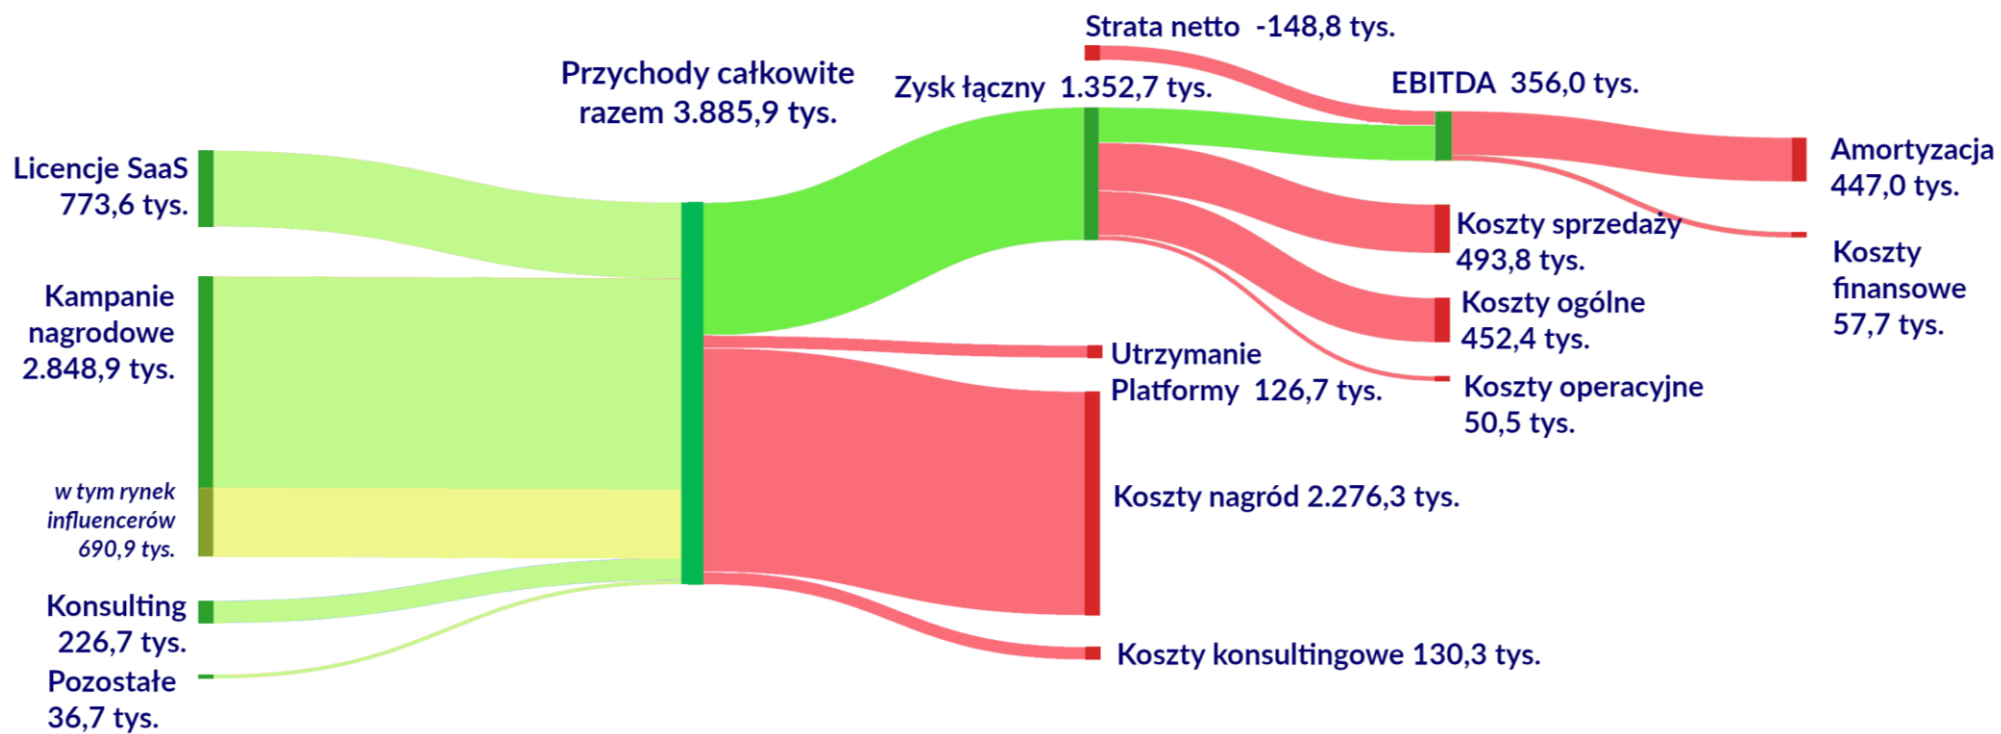 Strata netto -148,8 tys.
Przychody całkowite
razem 3.885,9 tys.
Zysk łączny 1.352,7 tys.
EBITDA 356,0 tys.
Licencje SaaS
773,6 tys.
Kampanie
nagrodowe
2.848,9 tys.
w tym rynek
influencerów
690,9 tys.
Konsulting
226,7 tys.
Pozostałe
36,7 tys.
Utrzymanie
Platformy 126,7 tys.
Koszty nagród 2.276,3 tys.
Koszty konsultingowe 130,3 tys.
Koszty sprzedaży
493,8 tys.
Koszty ogólne
452,4 tys.
Koszty operacyjne
50,5 tys.
Amortyzacja
447,0 tys.
Koszty
finansowe
57,7 tys.